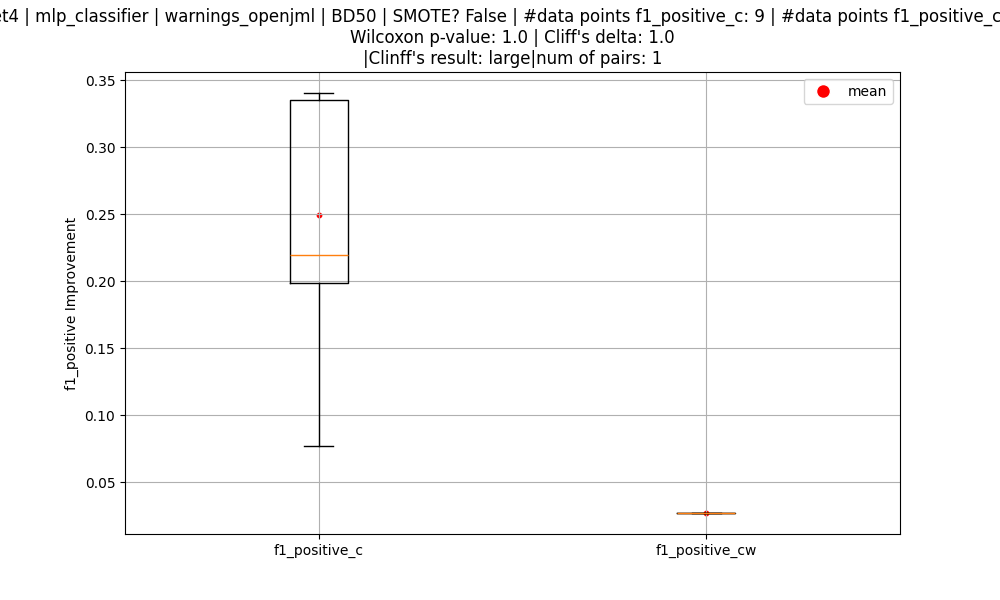 | mlp_classifier | warnings_openjml | BD50 | SMOTE? False | #data points f1_positive_c: 9 | #data points
Wilcoxon p-value: 1.0 | Cliff's delta: 1.0
|Clinff's result: large|num of pairs: 1
mean
0.35
0.30
0.25
0.20
0.15
0.10
0.05
f1_positive Improvement
f1_positive_c
f1_positive_cw